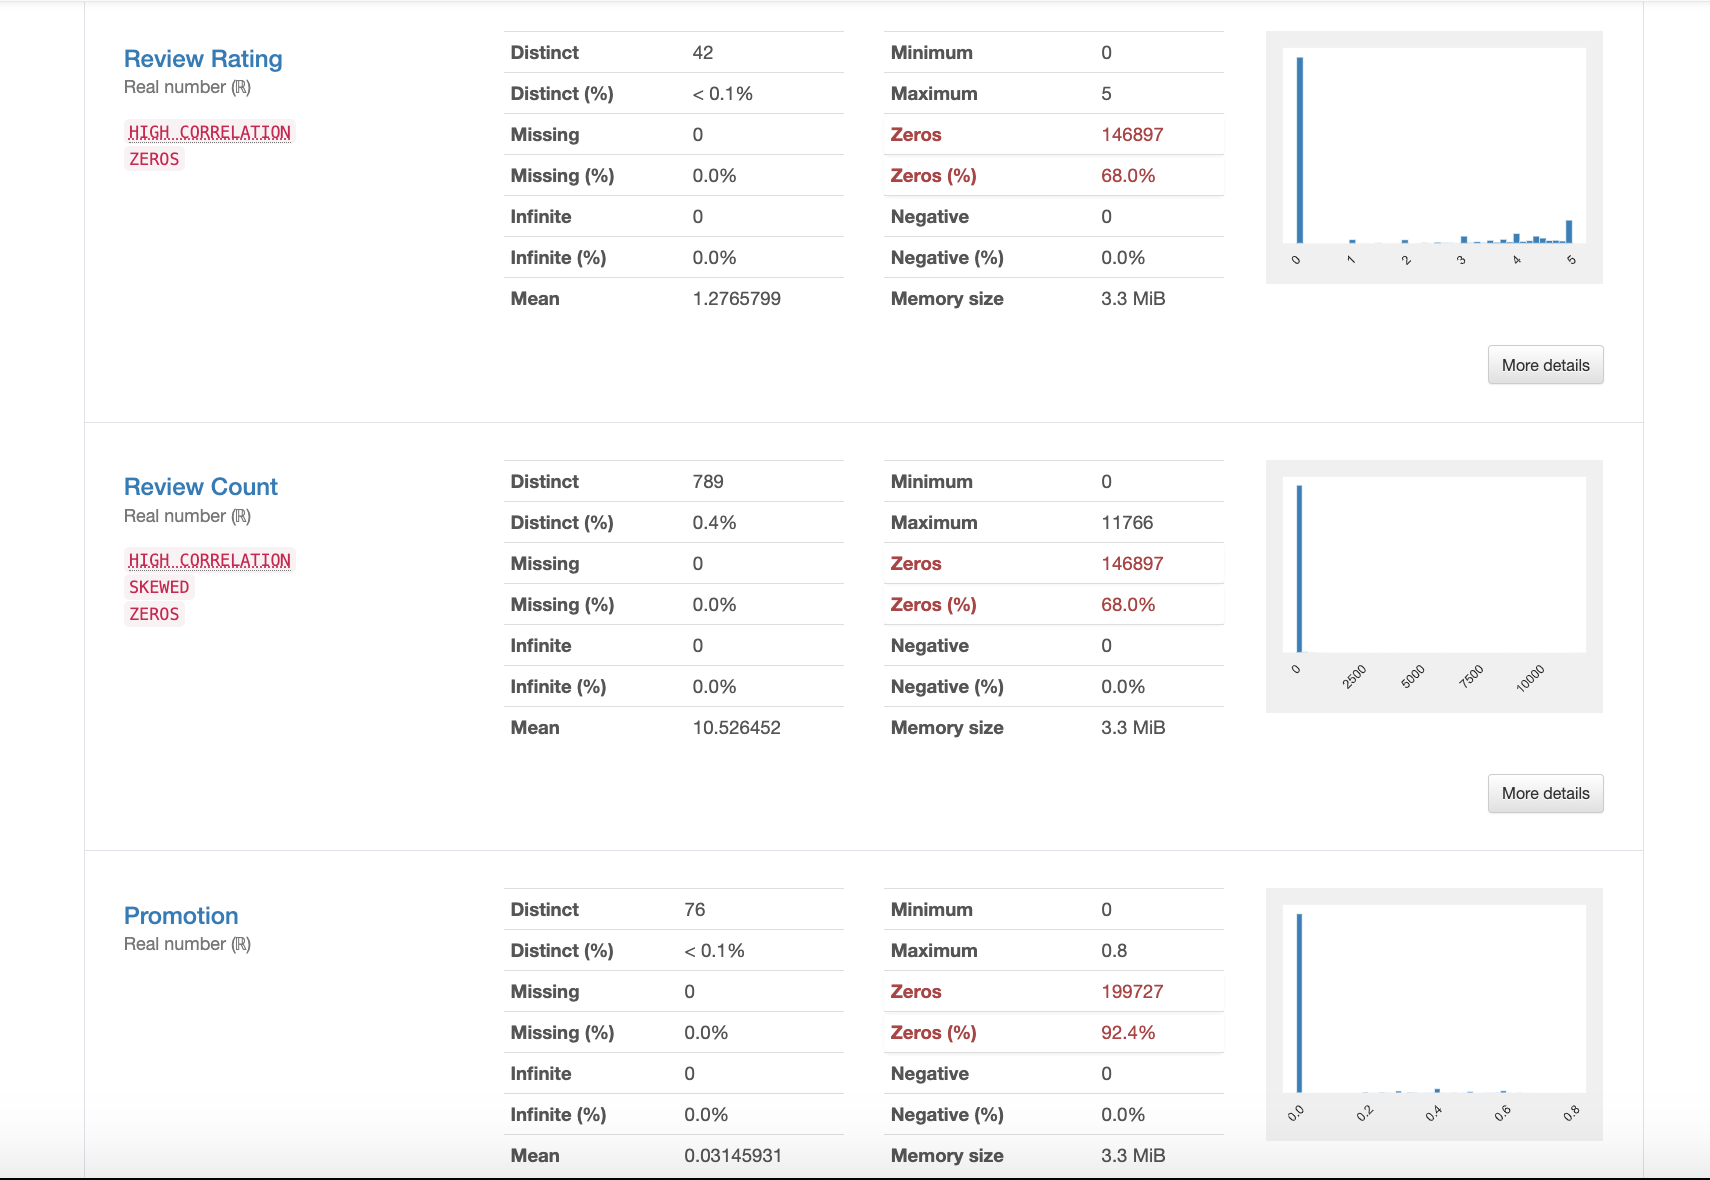 Review Rating
Real number (ℝ)
HIGH CORRELATION
ZEROS
Distinct 42
Distinct (%) < 0.1%
Missing 0
Missing (%) 0.0%
Infinite 0
Infinite (%) 0.0%
Mean 1.2765799
Minimum 0
Maximum 5
Zeros 146897
Zeros (%) 68.0%
Negative 0
Negative (%) 0.0%
Memory size 3.3 MiB
0 1 2 3 4 5
More details
Review Count
Real number (ℝ)
HIGH CORRELATION
SKEWED
ZEROS
Distinct 789
Distinct (%) 0.4%
Missing 0
Missing (%) 0.0%
Infinite 0
Infinite (%) 0.0%
Mean 10.526452
Minimum 0
Maximum 11766
Zeros 146897
Zeros (%) 68.0%
Negative 0
Negative (%) 0.0%
Memory size 3.3 MiB
0 2500 5000 7500 10000
More details
Promotion
Real number (ℝ)
Distinct 76
Distinct (%) < 0.1%
Missing 0
Missing (%) 0.0%
Infinite 0
Infinite (%) 0.0%
Mean 0.03145931
Minimum 0
Maximum 0.8
Zeros 199727
Zeros (%) 92.4%
Negative 0
Negative (%) 0.0%
Memory size 3.3 MiB
0.0 0.2 0.4 0.6 0.8